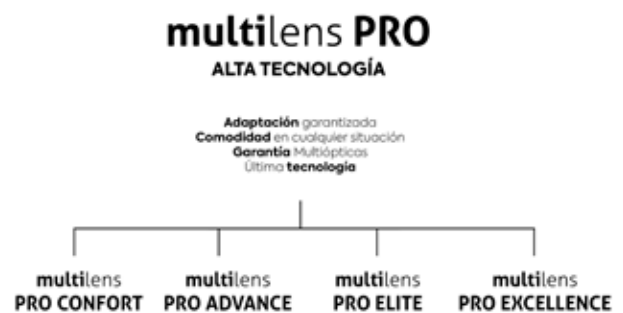 multilens PRO
ALTA TECNOLOGÍA
Adaptación garantizada
Comodidad en cualquier situación
Garantía Multiópticas
Última tecnología
multilens multilens multilens multilens
PRO CONFORT PRO ADVANCE PRO ELITE PRO EXCELLENCE